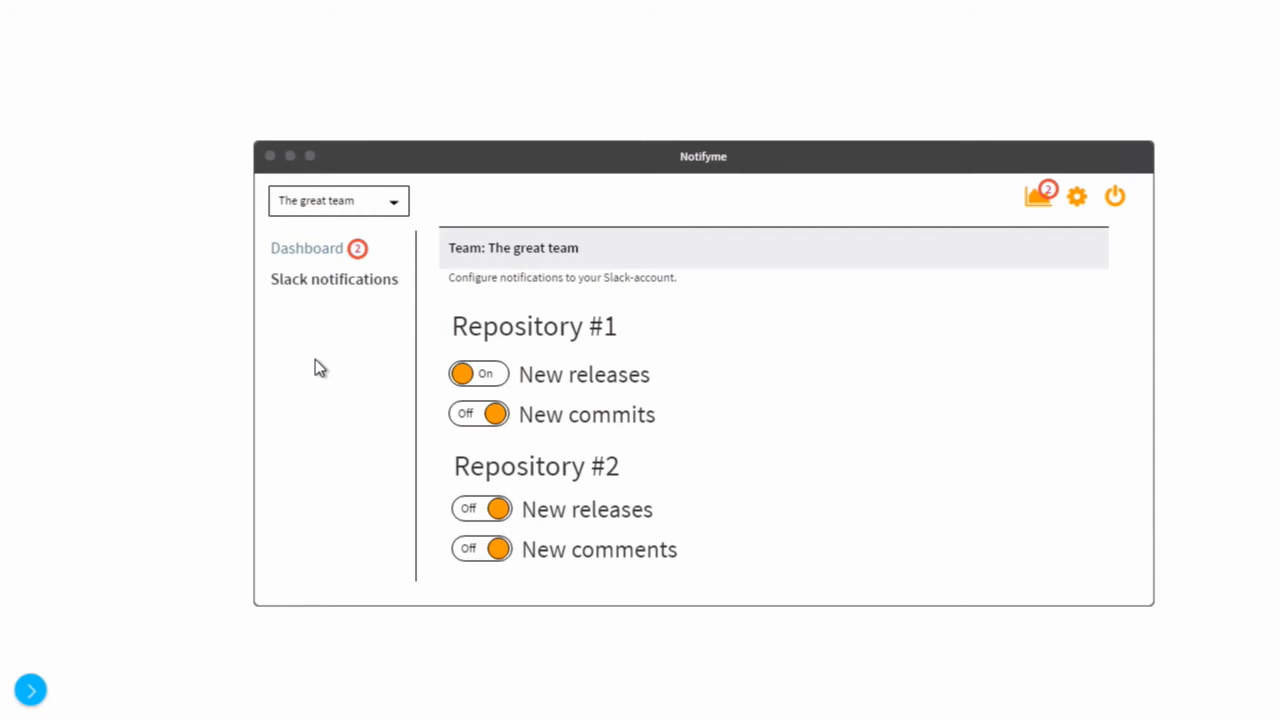 Notifyme
The great team
2
Dashboard 2
Slack notifications
Team: The great team
Configure notifications to your Slack-account.
Repository #1
On New releases
Off New commits
Repository #2
Off New releases
Off New comments